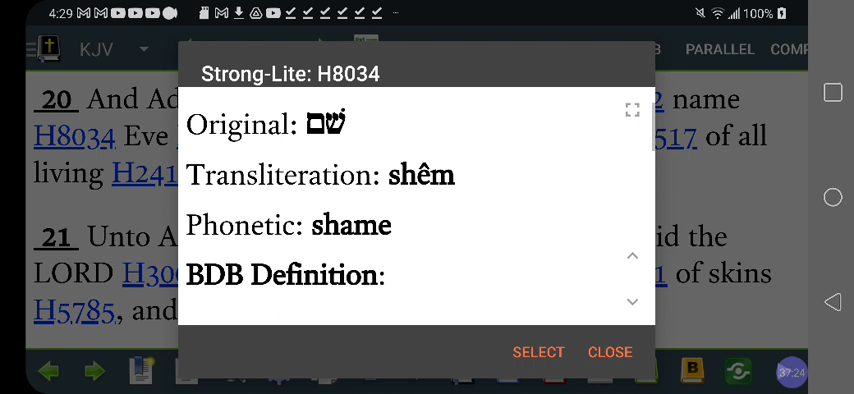 4:29 100%
KJV PARALLEL
Strong-Lite: H8034
20 And name
Original: שֵׁם
H8034 Eve 517 of all
living H241
Transliteration: shêm
Phonetic: shame
21 Unto A id the
LORD H30 1 of skins
BDB Definition:
H5785, and
SELECT CLOSE
B 37:24